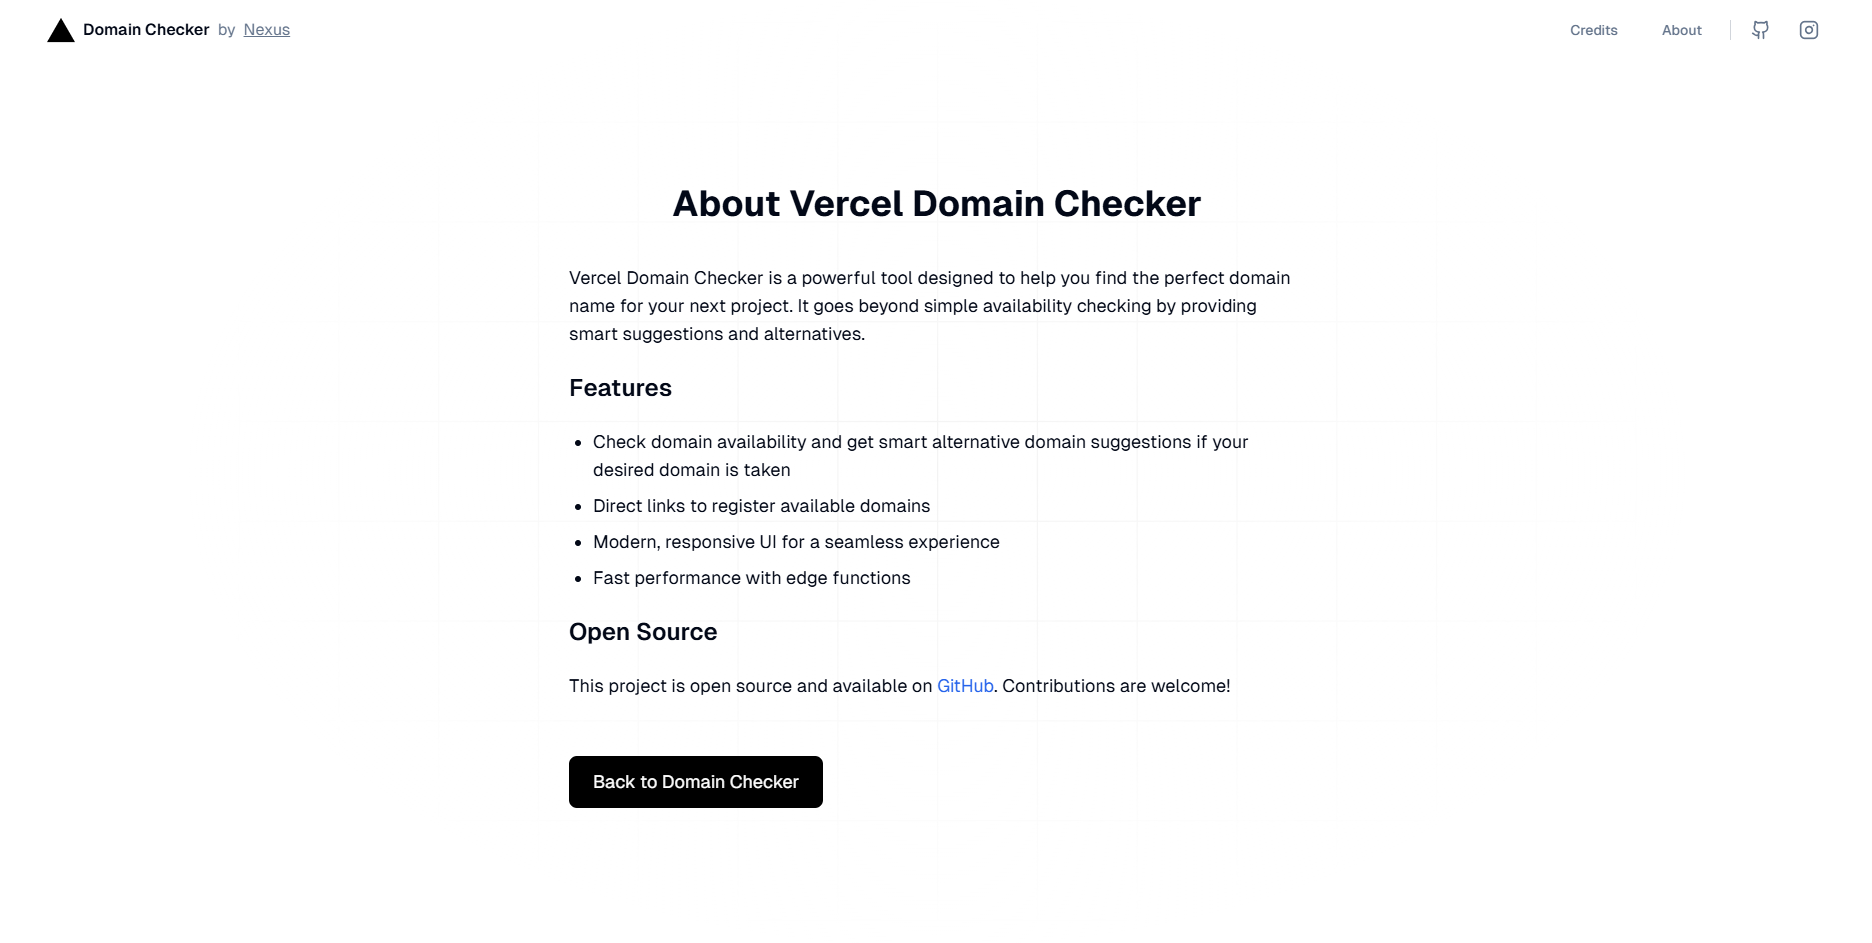 Domain Checker by Nexus
Credits
About
About Vercel Domain Checker
Vercel Domain Checker is a powerful tool designed to help you find the perfect domain
name for your next project. It goes beyond simple availability checking by providing
smart suggestions and alternatives.
Features
Check domain availability and get smart alternative domain suggestions if your
desired domain is taken
Direct links to register available domains
Modern, responsive UI for a seamless experience
Fast performance with edge functions
Open Source
This project is open source and available on GitHub. Contributions are welcome!
Back to Domain Checker